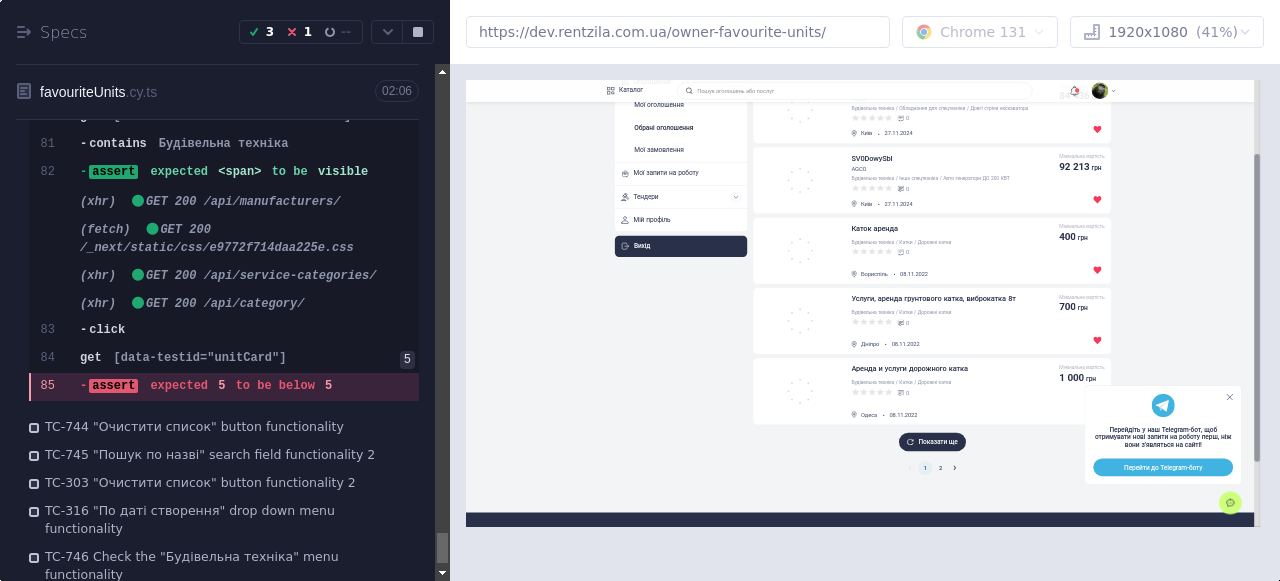 Specs
3
1
--
favouriteUnits.cy.ts
02:06
81 -contains Будівельна техніка
82 -assert expected <span> to be visible
(xhr) GET 200 /api/manufacturers/
(fetch) GET 200
/_next/static/css/e9772f714daa225e.css
(xhr) GET 200 /api/service-categories/
(xhr) GET 200 /api/category/
83 -click
84 get [data-testid="unitCard"] 5
85 -assert expected 5 to be below 5
TC-744 "Очистити список" button functionality
TC-745 "Пошук по назві" search field functionality 2
TC-303 "Очистити список" button functionality 2
TC-316 "По даті створення" drop down menu
functionality
TC-746 Check the "Будівельна техніка" menu
functionality
https://dev.rentzila.com.ua/owner-favourite-units/
Chrome 131
1920x1080 (41%)
Каталог
Пошук оголошень або послуг
Мої оголошення
Обрані оголошення
Мої замовлення
Мої запити на роботу
Тендери
Мій профіль
Вихід
Будівельна техніка / Обладнання для спецтехніки / Довгі стріли екскаватора
0
Київ • 27.11.2024
SV0DowySbI
AGCO
Будівельна техніка / Інша спецтехніка / Авто генератори ДО 200 КВТ
0
Київ • 27.11.2024
Мінімальна вартість:
92 213 грн
Каток аренда
Будівельна техніка / Катки / Дорожні катки
0
Бориспіль • 08.11.2022
Мінімальна вартість:
400 грн
Услуги, аренда грунтового катка, виброкатка 8т
Будівельна техніка / Катки / Дорожні катки
0
Дніпро • 08.11.2022
Мінімальна вартість:
700 грн
Аренда и услуги дорожного катка
Будівельна техніка / Катки / Дорожні катки
0
Одеса • 08.11.2022
Мінімальна вартість:
1 000 грн
Показати ще
1 2
Перейдіть у наш Telegram-бот, щоб
отримувати нові запити на роботу перш, ніж
вони з'являться на сайті!
Перейти до Telegram-боту